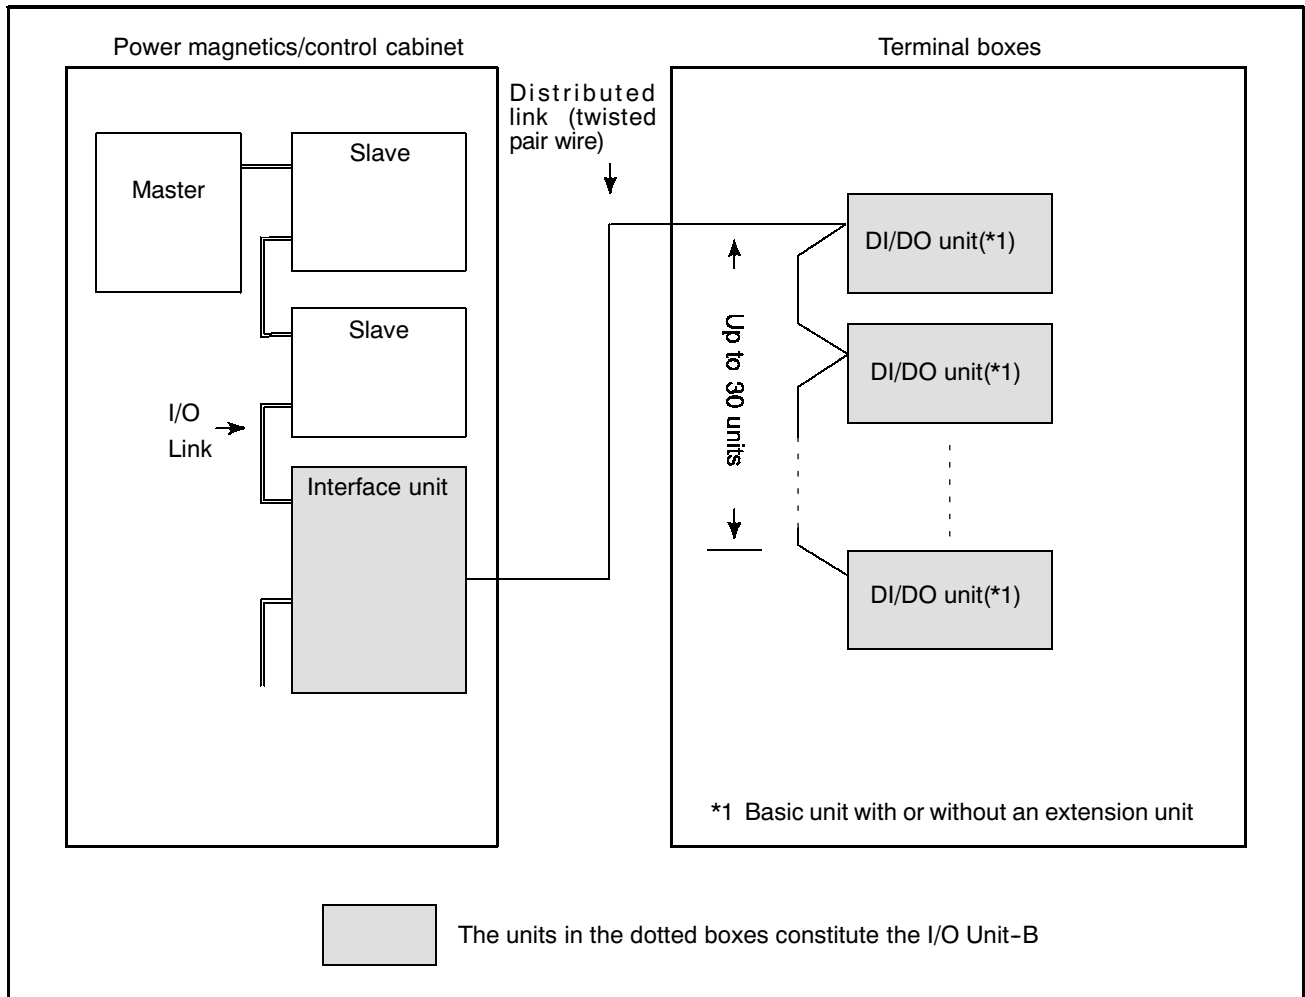 Power magnetics/control cabinet
Terminal boxes
Distributed
link (twisted
pair wire)
Master
Slave
Slave
I/O
Link
Interface unit
DI/DO unit(*1)
DI/DO unit(*1)
Up to 30 units
DI/DO unit(*1)
*1 Basic unit with or without an extension unit
The units in the dotted boxes constitute the I/O Unit-B